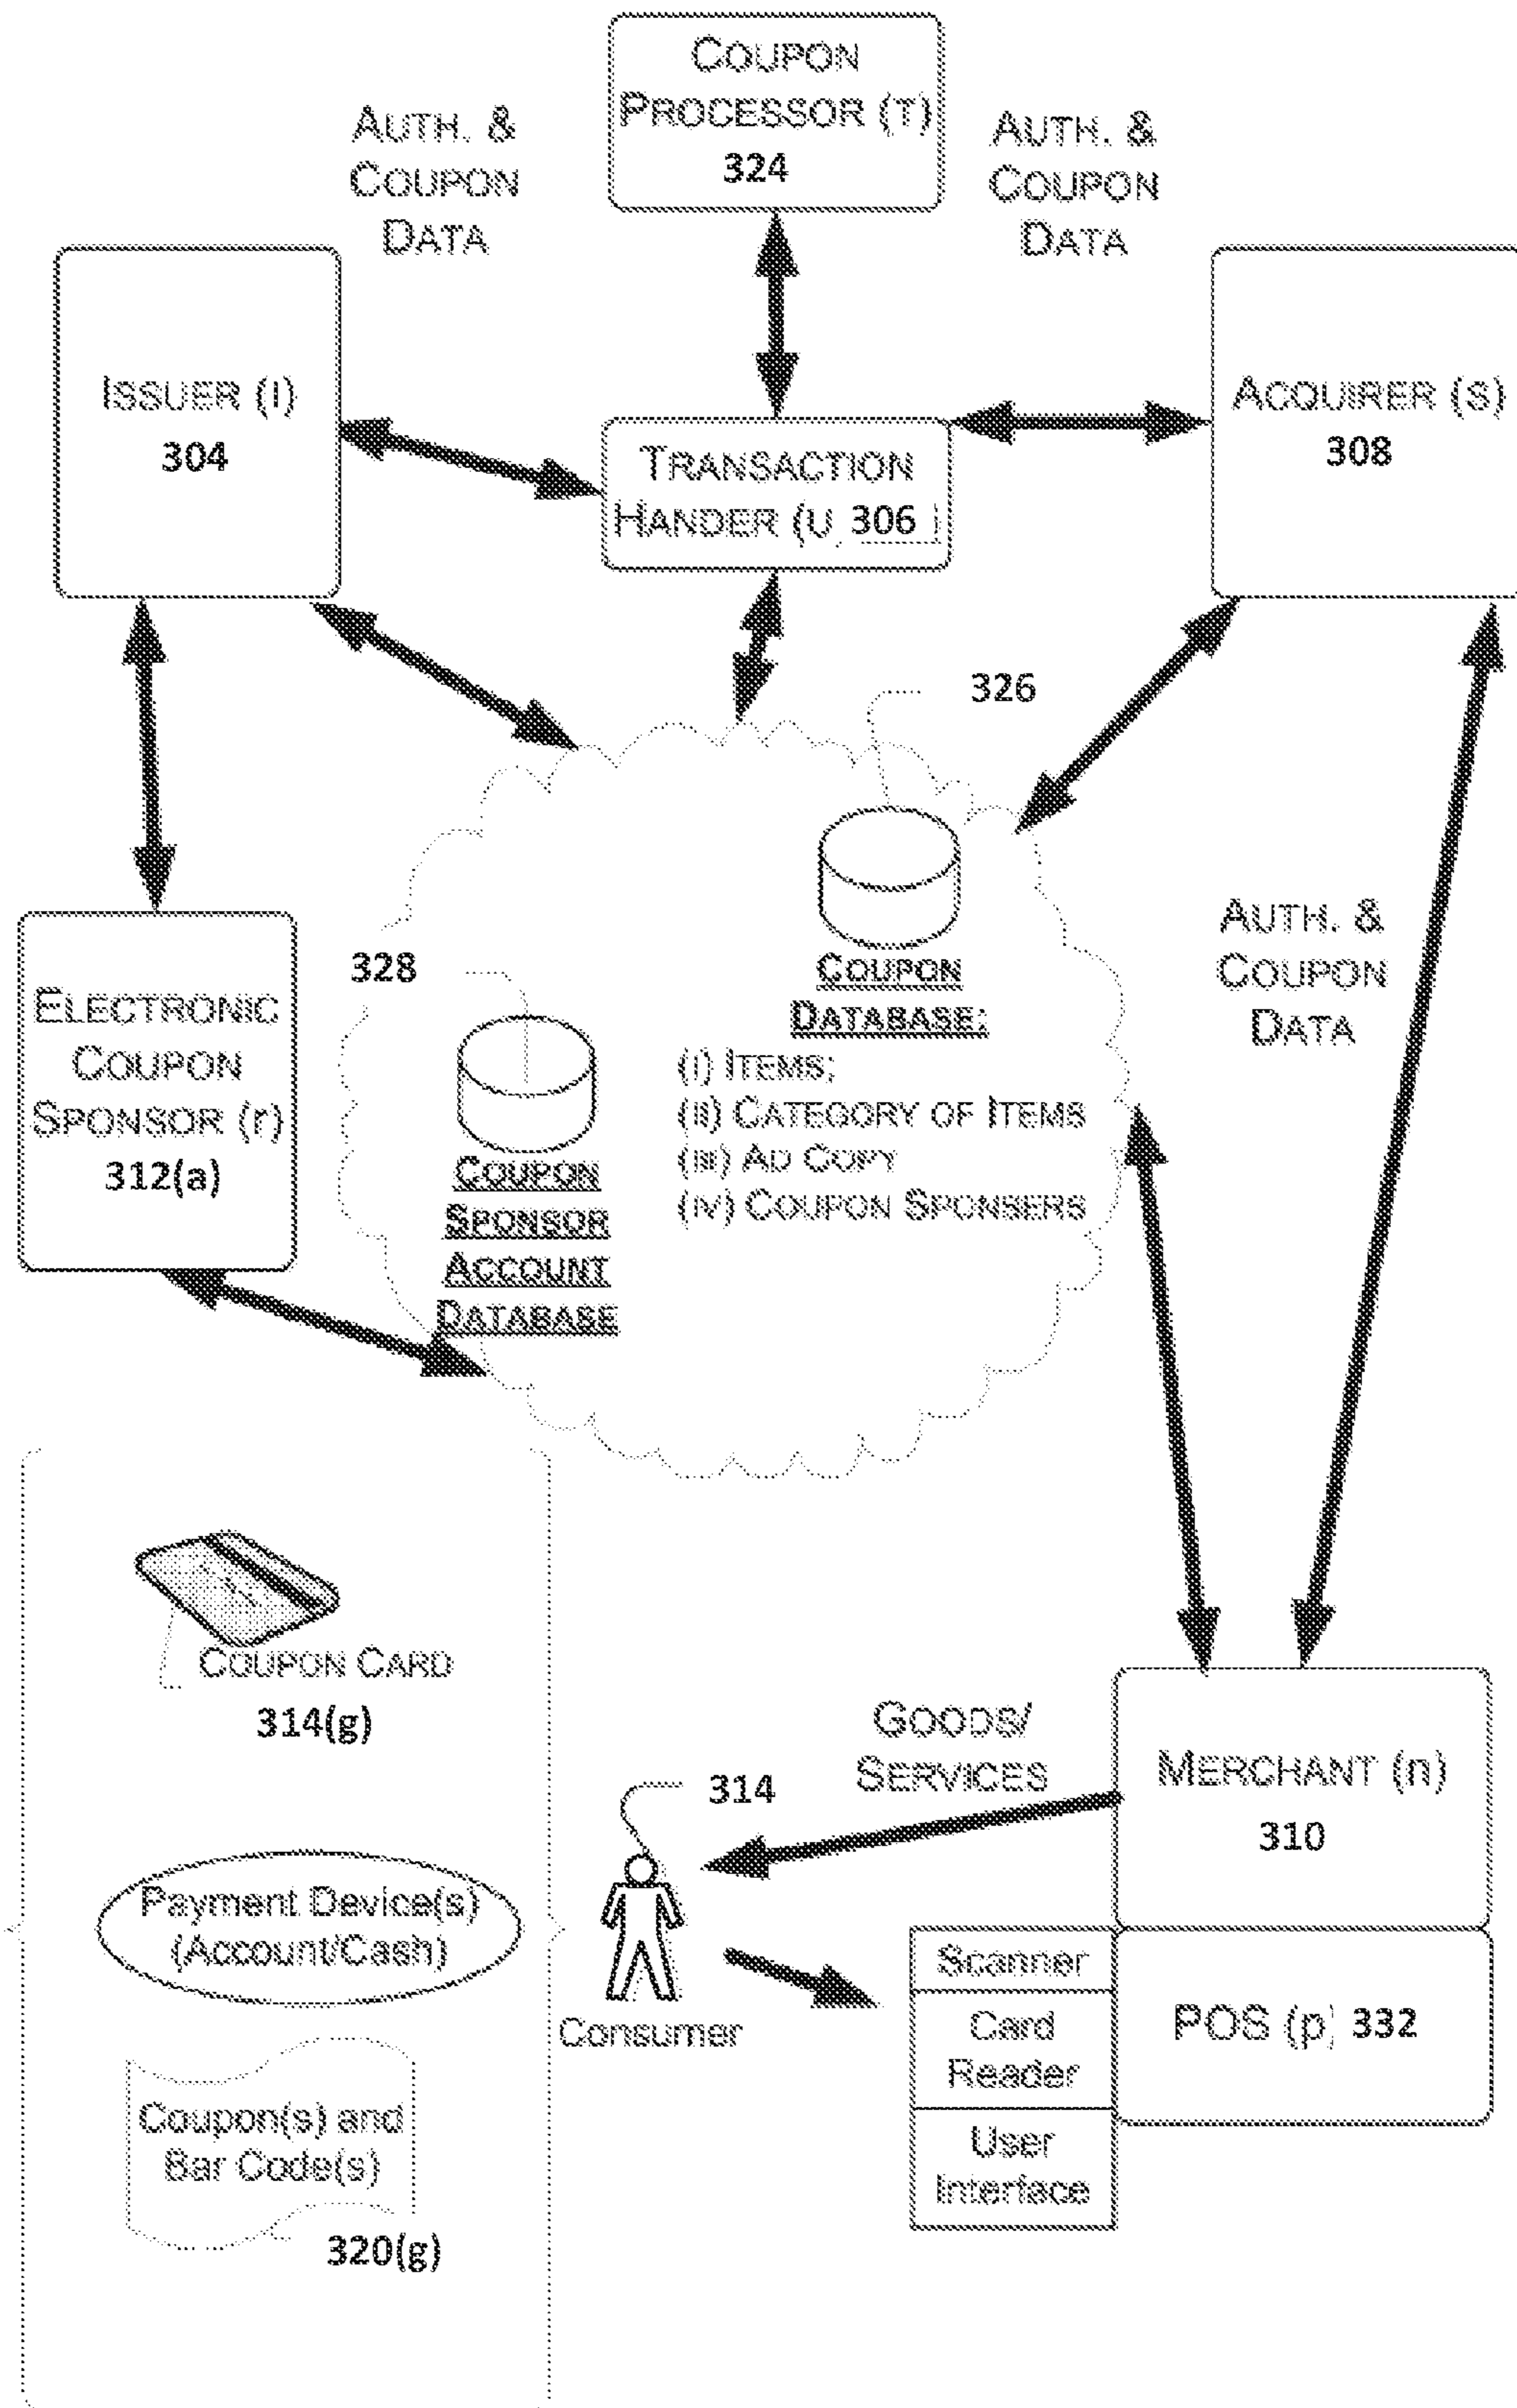 COUPON
PROCESSOR (T)
324
AUTH. &
COUPON
DATA
AUTH. &
COUPON
DATA
ISSUER (I)
304
TRANSACTION
HANDER (U 306 )
ACQUIRER (S)
308
326
328
COUPON
DATABASE:
(I) ITEMS;
(II) CATEGORY OF ITEMS
(III) AD COPY
(IV) COUPON SPONSERS
ELECTRONIC
COUPON
SPONSOR (r)
312(a)
COUPON
SPONSOR
ACCOUNT
DATABASE
AUTH. &
COUPON
DATA
COUPON CARD
314(g)
Payment Device(s)
(Account/Cash)
Coupon(s) and
Bar Code(s)
320(g)
314
Consumer
GOODS/
SERVICES
MERCHANT (n)
310
Scanner
Card
Reader
User
Interface
POS (p) 332